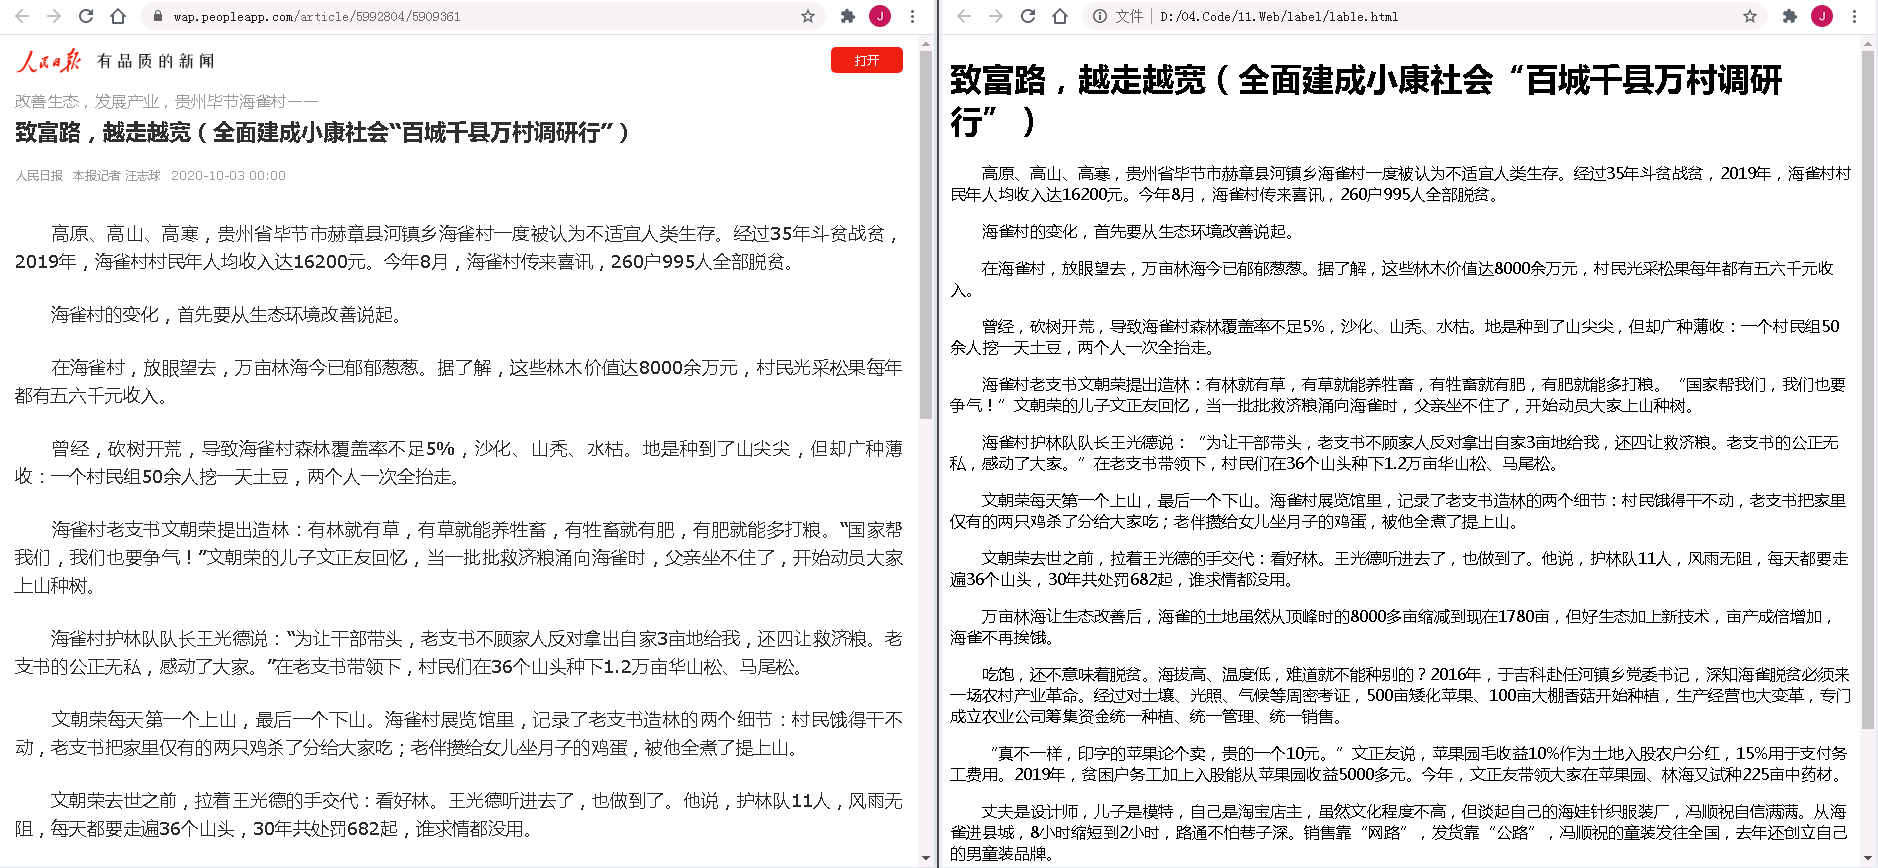 wap.peopleapp.com/article/5992804/5909361
J
人民日报 有品质的新闻
打开
改善生态，发展产业，贵州毕节海雀村——
致富路，越走越宽（全面建成小康社会“百城千县万村调研行”）
人民日报 本报记者 汪志球 2020-10-03 00:00
高原、高山、高寒，贵州省毕节市赫章县河镇乡海雀村一度被认为不适宜人类生存。经过35年斗贫战贫，
2019年，海雀村村民年人均收入达16200元。今年8月，海雀村传来喜讯，260户995人全部脱贫。
海雀村的变化，首先要从生态环境改善说起。
在海雀村，放眼望去，万亩林海今已郁郁葱葱。据了解，这些林木价值达8000余万元，村民光采松果每年
都有五六千元收入。
曾经，砍树开荒，导致海雀村森林覆盖率不足5%，沙化、山秃、水枯。地是种到了山尖尖，但却广种薄
收：一个村民组50余人挖一天土豆，两个人一次全抬走。
海雀村老支书文朝荣提出造林：有林就有草，有草就能养牲畜，有牲畜就有肥，有肥就能多打粮。“国家帮
我们，我们也要争气！”文朝荣的儿子文正友回忆，当一批批救济粮涌向海雀时，父亲坐不住了，开始动员大家
上山种树。
海雀村护林队队长王光德说：“为让干部带头，老支书不顾家人反对拿出自家3亩地给我，还四让救济粮。老
支书的公正无私，感动了大家。”在老支书带领下，村民们在36个山头种下1.2万亩华山松、马尾松。
文朝荣每天第一个上山，最后一个下山。海雀村展览馆里，记录了老支书造林的两个细节：村民饿得干不
动，老支书把家里仅有的两只鸡杀了分给大家吃；老伴攒给女儿坐月子的鸡蛋，被他全煮了提上山。
文朝荣去世之前，拉着王光德的手交代：看好林。王光德听进去了，也做到了。他说，护林队11人，风雨无
阻，每天都要走遍36个山头，30年共处罚682起，谁求情都没用。
文件 D:/04.Code/11.Web/label/lable.html
J
致富路，越走越宽（全面建成小康社会“百城千县万村调研
行”）
高原、高山、高寒，贵州省毕节市赫章县河镇乡海雀村一度被认为不适宜人类生存。经过35年斗贫战贫，2019年，海雀村村
民年人均收入达16200元。今年8月，海雀村传来喜讯，260户995人全部脱贫。
海雀村的变化，首先要从生态环境改善说起。
在海雀村，放眼望去，万亩林海今已郁郁葱葱。据了解，这些林木价值达8000余万元，村民光采松果每年都有五六千元收
入。
曾经，砍树开荒，导致海雀村森林覆盖率不足5%，沙化、山秃、水枯。地是种到了山尖尖，但却广种薄收：一个村民组50
余人挖一天土豆，两个人一次全抬走。
海雀村老支书文朝荣提出造林：有林就有草，有草就能养牲畜，有牲畜就有肥，有肥就能多打粮。“国家帮我们，我们也要
争气！”文朝荣的儿子文正友回忆，当一批批救济粮涌向海雀时，父亲坐不住了，开始动员大家上山种树。
海雀村护林队队长王光德说：“为让干部带头，老支书不顾家人反对拿出自家3亩地给我，还四让救济粮。老支书的公正无
私，感动了大家。”在老支书带领下，村民们在36个山头种下1.2万亩华山松、马尾松。
文朝荣每天第一个上山，最后一个下山。海雀村展览馆里，记录了老支书造林的两个细节：村民饿得干不动，老支书把家里
仅有的两只鸡杀了分给大家吃；老伴攒给女儿坐月子的鸡蛋，被他全煮了提上山。
文朝荣去世之前，拉着王光德的手交代：看好林。王光德听进去了，也做到了。他说，护林队11人，风雨无阻，每天都要走
遍36个山头，30年共处罚682起，谁求情都没用。
万亩林海让生态改善后，海雀的土地虽然从顶峰时的8000多亩缩减到现在1780亩，但好生态加上新技术，亩产成倍增加，
海雀不再挨饿。
吃饱，还不意味着脱贫。海拔高、温度低，难道就不能种别的？2016年，于吉科赴任河镇乡党委书记，深知海雀脱贫必须来
一场农村产业革命。经过对土壤、光照、气候等周密考证，500亩矮化苹果、100亩大棚香菇开始种植，生产经营也大变革，专门
成立农业公司筹集资金统一种植、统一管理、统一销售。
“真不一样，印字的苹果论个卖，贵的一个10元。”文正友说，苹果园毛收益10%作为土地入股农户分红，15%用于支付务
工费用。2019年，贫困户务工加上入股能从苹果园收益5000多元。今年，文正友带领大家在苹果园、林海又试种225亩中药材。
丈夫是设计师，儿子是模特，自己是淘宝店主，虽然文化程度不高，但谈起自己的海娃针织服装厂，冯顺祝自信满满。从海
雀进县城，8小时缩短到2小时，路通不怕巷子深。销售靠“网路”，发货靠“公路”，冯顺祝的童装发往全国，去年还创立自己
的男童装品牌。